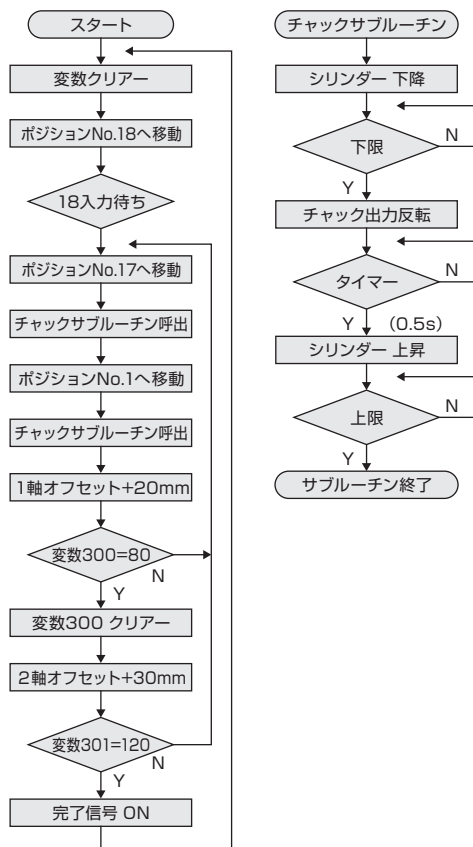 スタート
変数クリアー
ポジションNo.18へ移動
18入力待ち
ポジションNo.17へ移動
チャックサブルーチン呼出
ポジションNo.1へ移動
チャックサブルーチン呼出
1軸オフセット+20mm
変数300=80
N
Y
変数300 クリアー
2軸オフセット+30mm
変数301=120
N
Y
完了信号 ON
チャックサブルーチン
シリンダー 下降
下限
N
Y
チャック出力反転
タイマー
N
Y (0.5s)
シリンダー 上昇
上限
N
Y
サブルーチン終了